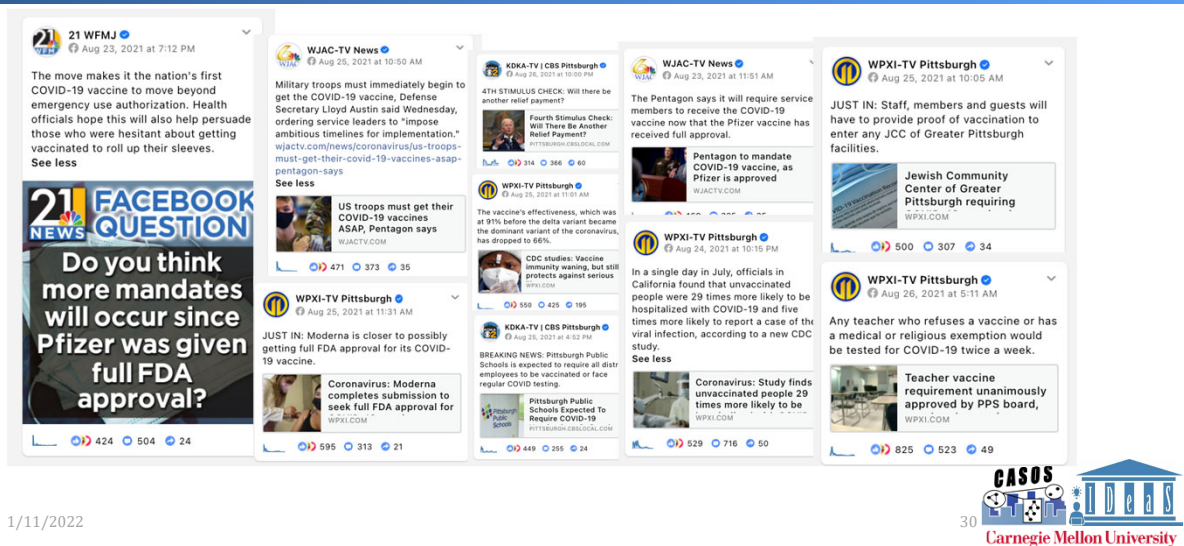 21 WFMJ
Aug 23, 2021 at 7:12 PM
The move makes it the nation's first
COVID-19 vaccine to move beyond
emergency use authorization. Health
officials hope this will also help persuade
those who were hesitant about getting
vaccinated to roll up their sleeves.
See less
21 NEWS
FACEBOOK
QUESTION
Do you think
more mandates
will occur since
Pfizer was given
full FDA
approval?
424 504 24
WJAC-TV News
Aug 25, 2021 at 10:50 AM
Military troops must immediately begin to
get the COVID-19 vaccine, Defense
Secretary Lloyd Austin said Wednesday,
ordering service leaders to "impose
ambitious timelines for implementation."
wjactv.com/news/coronavirus/us-troops-
must-get-their-covid-19-vaccines-asap-
pentagon-says
See less
US troops must get their
COVID-19 vaccines
ASAP, Pentagon says
WJACTV.COM
471 373 35
WPXI-TV Pittsburgh
Aug 25, 2021 at 11:31 AM
JUST IN: Moderna is closer to possibly
getting full FDA approval for its COVID-
19 vaccine.
Coronavirus: Moderna
completes submission to
seek full FDA approval for
WPXI.COM
595 313 21
KDKA-TV | CBS Pittsburgh
Aug 26, 2021 at 10:00 PM
4TH STIMULUS CHECK: Will there be
another relief payment?
Fourth Stimulus Check:
Will There Be Another
Relief Payment?
PITTSBURGH.CBSLOCAL.COM
314 366 60
WPXI-TV Pittsburgh
Aug 25, 2021 at 11:01 AM
The vaccine's effectiveness, which was
at 91% before the delta variant became
the dominant variant of the coronavirus,
has dropped to 66%.
CDC studies: Vaccine
immunity waning, but still
protects against serious
WPXI.COM
550 425 195
KDKA-TV | CBS Pittsburgh
Aug 25, 2021 at 4:52 PM
BREAKING NEWS: Pittsburgh Public
Schools is expected to require all distr
employees to be vaccinated or face
regular COVID testing.
Pittsburgh Public
Schools Expected To
Require COVID-19
PITTSBURGH.CBSLOCAL.COM
449 255 24
WJAC-TV News
Aug 23, 2021 at 11:51 AM
The Pentagon says it will require service
members to receive the COVID-19
vaccine now that the Pfizer vaccine has
received full approval.
Pentagon to mandate
COVID-19 vaccine, as
Pfizer is approved
WJACTV.COM
WPXI-TV Pittsburgh
Aug 24, 2021 at 10:15 PM
In a single day in July, officials in
California found that unvaccinated
people were 29 times more likely to be
hospitalized with COVID-19 and five
times more likely to report a case of the
viral infection, according to a new CDC
study.
See less
Coronavirus: Study finds
unvaccinated people 29
times more likely to be
WPXI.COM
529 716 50
WPXI-TV Pittsburgh
Aug 25, 2021 at 10:05 AM
JUST IN: Staff, members and guests will
have to provide proof of vaccination to
enter any JCC of Greater Pittsburgh
facilities.
Jewish Community
Center of Greater
Pittsburgh requiring
WPXI.COM
500 307 34
WPXI-TV Pittsburgh
Aug 26, 2021 at 5:11 AM
Any teacher who refuses a vaccine or has
a medical or religious exemption would
be tested for COVID-19 twice a week.
Teacher vaccine
requirement unanimously
approved by PPS board,
WPXI.COM
825 523 49
1/11/2022
30
CASOS
IDeaS
Carnegie Mellon University